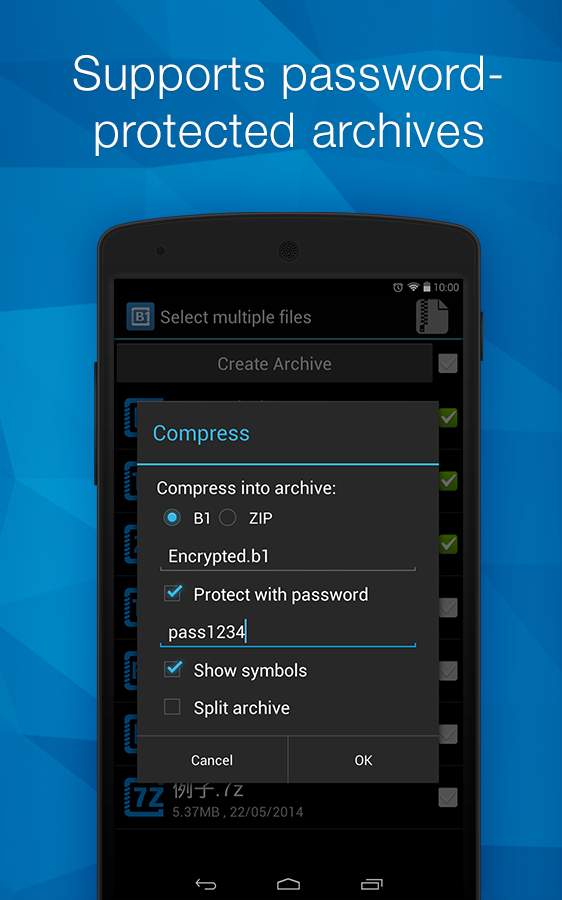 Supports password-
protected archives
10:00
B1 Select multiple files
Create Archive
Compress
Compress into archive:
B1 ZIP
Encrypted.b1
Protect with password
pass1234
Show symbols
Split archive
Cancel OK
7Z 例子.7z
5.37MB , 22/05/2014